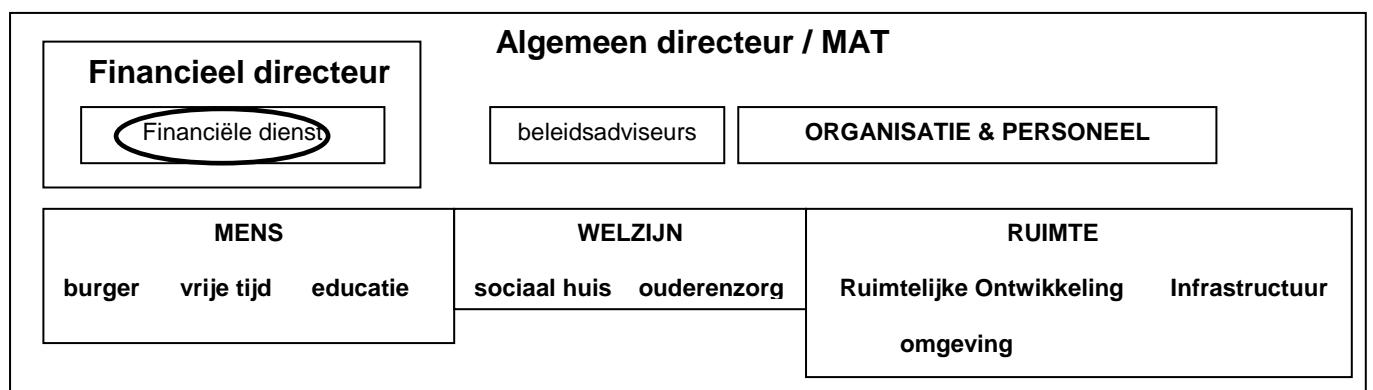 Algemeen directeur / MAT
Financieel directeur
Financiële dienst
beleidsadviseurs
ORGANISATIE & PERSONEEL
MENS
burger vrije tijd educatie
WELZIJN
sociaal huis ouderenzorg
RUIMTE
Ruimtelijke Ontwikkeling Infrastructuur
omgeving